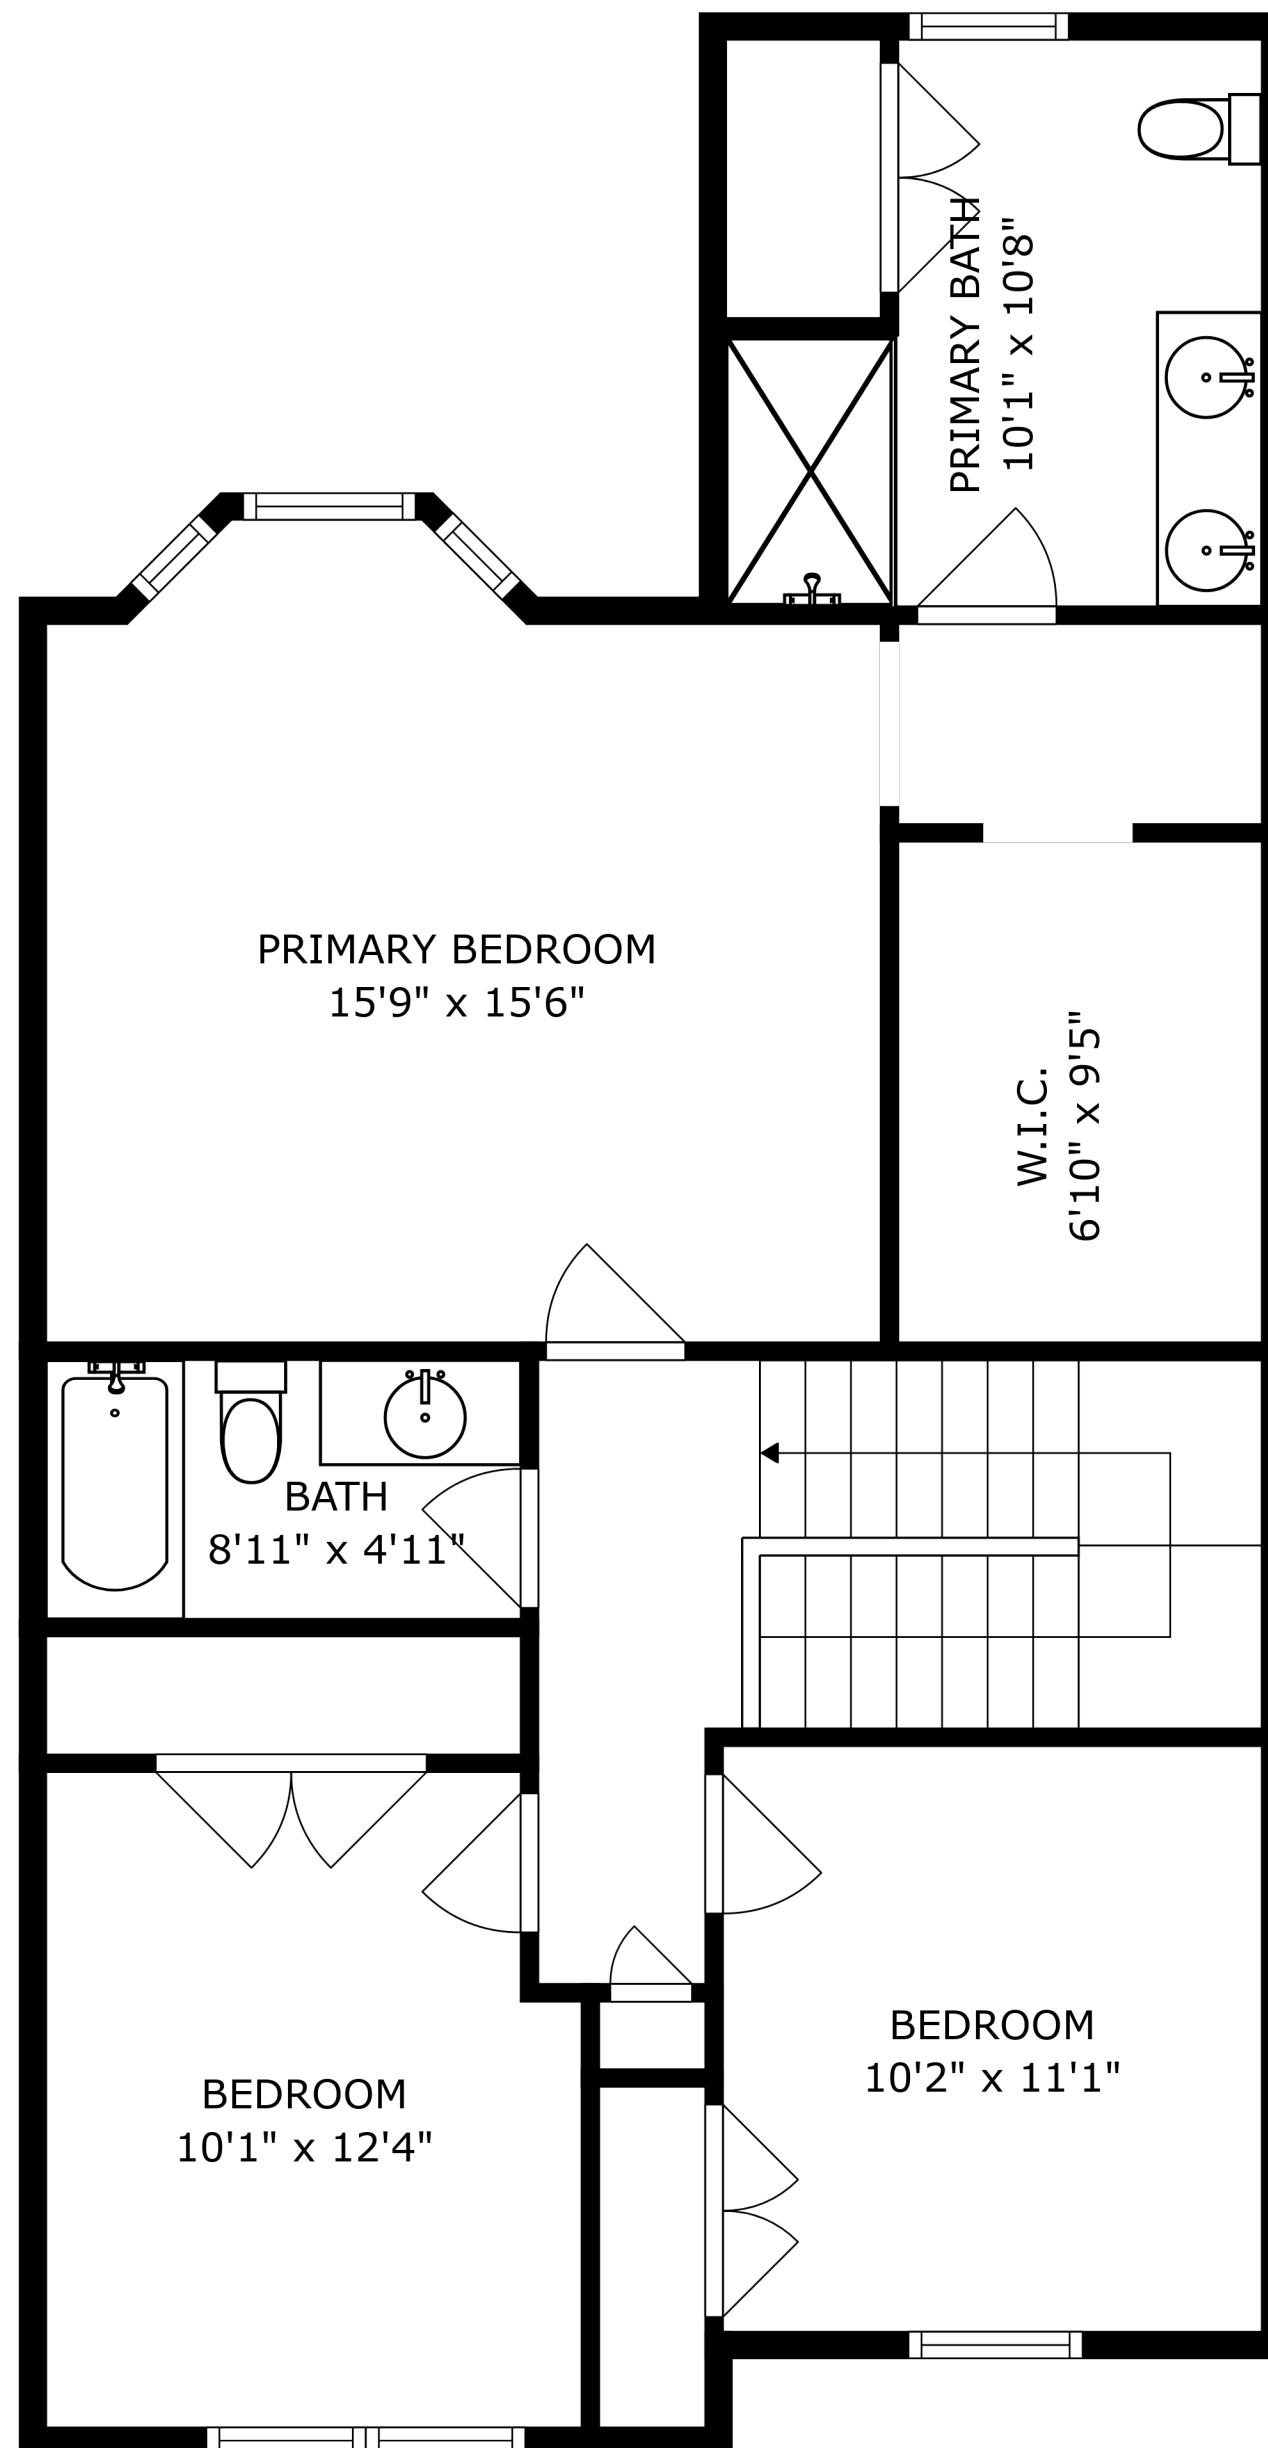 PRIMARY BATH
10'1" x 10'8"
PRIMARY BEDROOM
15'9" x 15'6"
W.I.C.
6'10" x 9'5"
BATH
8'11" x 4'11"
BEDROOM
10'2" x 11'1"
BEDROOM
10'1" x 12'4"